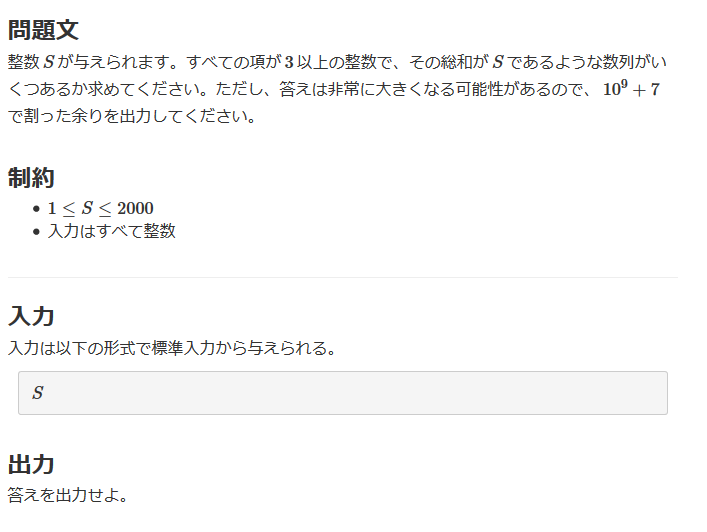 問題文
整数 S が与えられます。すべての項が 3 以上の整数で、その総和が S であるような数列がい
くつあるか求めてください。ただし、答えは非常に大きくなる可能性があるので、 10⁹ + 7
で割った余りを出力してください。
制約
• 1 ≤ S ≤ 2000
• 入力はすべて整数
入力
入力は以下の形式で標準入力から与えられる。
S
出力
答えを出力せよ。